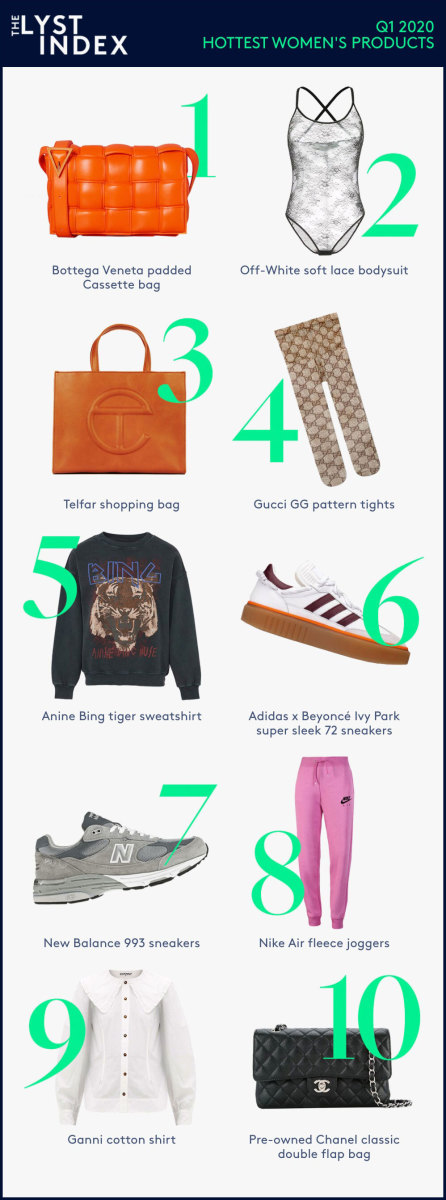 THE LYST
INDEX
Q1 2020
HOTTEST WOMEN'S PRODUCTS
1
Bottega Veneta padded
Cassette bag
2
Off-White soft lace bodysuit
3
Telfar shopping bag
4
Gucci GG pattern tights
5
BING
Anine Bing tiger sweatshirt
6
Adidas x Beyoncé Ivy Park
super sleek 72 sneakers
7
N
New Balance 993 sneakers
8
NIKE
Nike Air fleece joggers
9
Ganni cotton shirt
10
Pre-owned Chanel classic
double flap bag